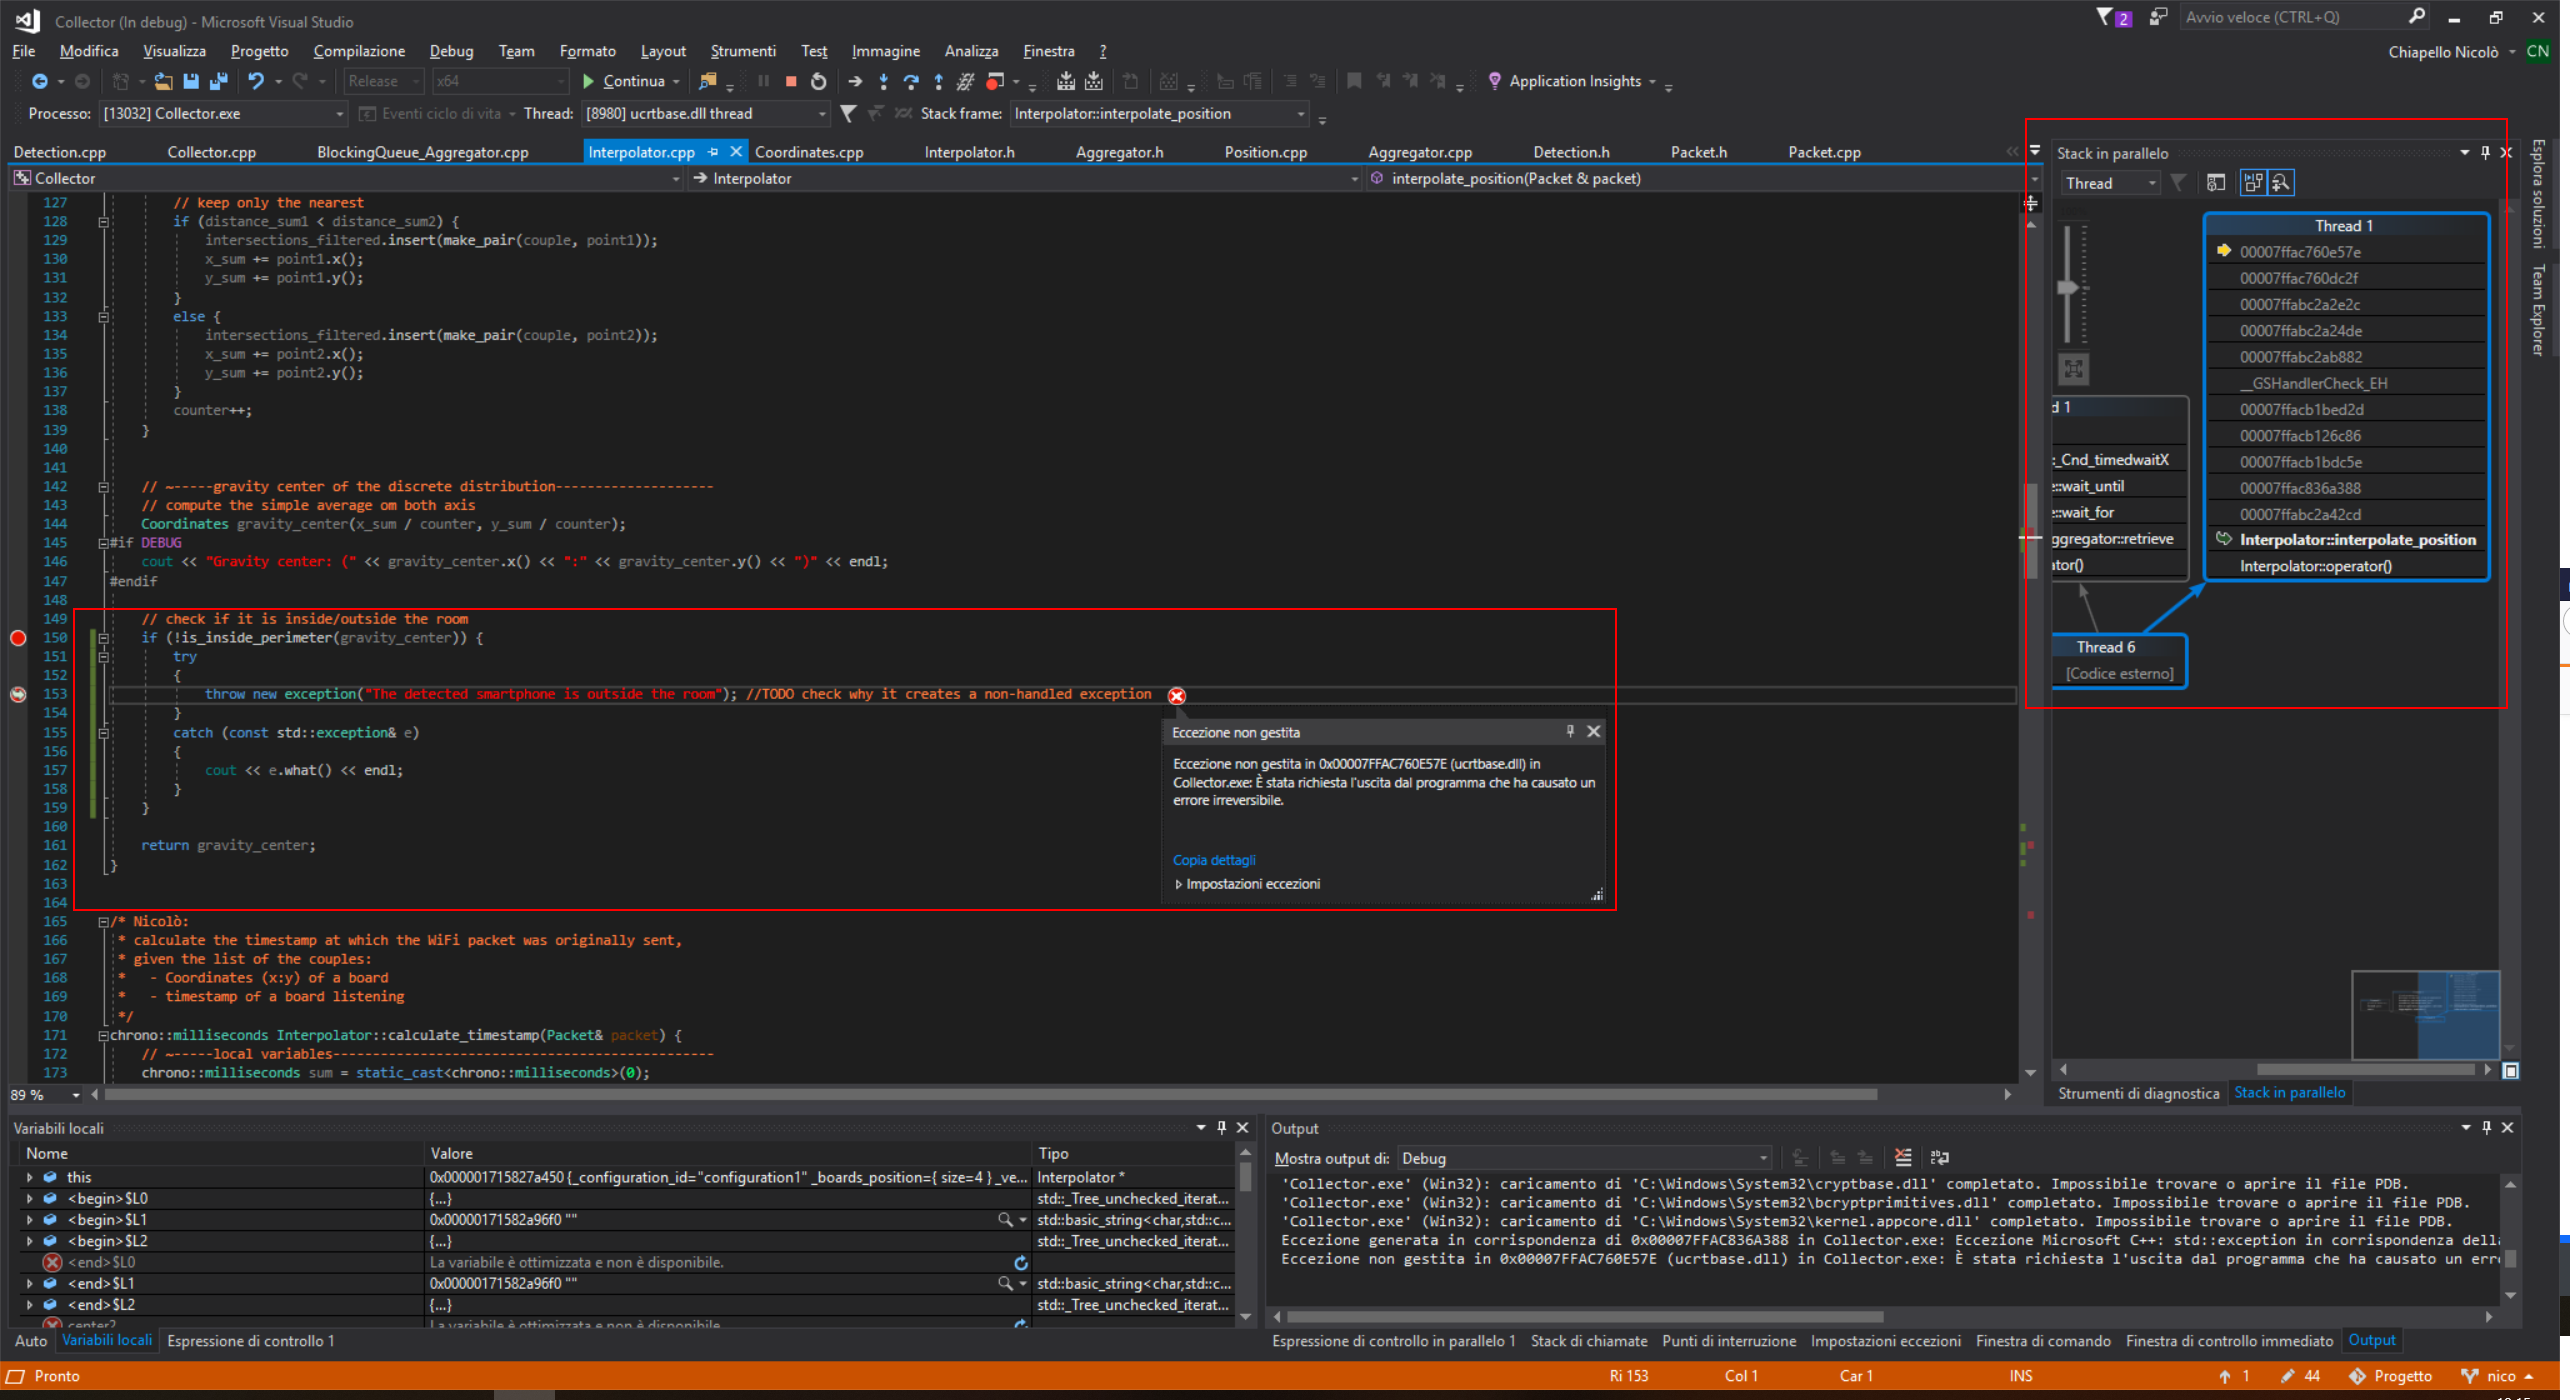 Collector (In debug) - Microsoft Visual Studio
2
Avvio veloce (CTRL+Q)
File Modifica Visualizza Progetto Compilazione Debug Team Formato Layout Strumenti Test Immagine Analizza Finestra ?
Chiapello Nicolò CN
Release x64 Continua Application Insights
Processo: [13032] Collector.exe Eventi ciclo di vita Thread: [8980] ucrtbase.dll thread Stack frame: Interpolator::interpolate_position
Detection.cpp Collector.cpp BlockingQueue_Aggregator.cpp Interpolator.cpp Coordinates.cpp Interpolator.h Aggregator.h Position.cpp Aggregator.cpp Detection.h Packet.h Packet.cpp
Collector Interpolator interpolate_position(Packet & packet)
127 // keep only the nearest
128 if (distance_sum1 < distance_sum2) {
129 intersections_filtered.insert(make_pair(couple, point1));
130 x_sum += point1.x();
131 y_sum += point1.y();
132 }
133 else {
134 intersections_filtered.insert(make_pair(couple, point2));
135 x_sum += point2.x();
136 y_sum += point2.y();
137 }
138 counter++;
139 }
140
141
142 // ~-----gravity center of the discrete distribution--------------------
143 // compute the simple average om both axis
144 Coordinates gravity_center(x_sum / counter, y_sum / counter);
145 #if DEBUG
146 cout << "Gravity center: (" << gravity_center.x() << ":" << gravity_center.y() << ")" << endl;
147 #endif
148
149 // check if it is inside/outside the room
150 if (!is_inside_perimeter(gravity_center)) {
151 try
152 {
153 throw new exception("The detected smartphone is outside the room"); //TODO check why it creates a non-handled exception
154 }
155 catch (const std::exception& e)
156 {
157 cout << e.what() << endl;
158 }
159 }
160
161 return gravity_center;
162 }
163
164
165 /* Nicolò:
166 * calculate the timestamp at which the WiFi packet was originally sent,
167 * given the list of the couples:
168 * - Coordinates (x:y) of a board
169 * - timestamp of a board listening
170 */
171 chrono::milliseconds Interpolator::calculate_timestamp(Packet& packet) {
172 // ~-----local variables------------------------------------------------
173 chrono::milliseconds sum = static_cast<chrono::milliseconds>(0);
89 %
Eccezione non gestita
Eccezione non gestita in 0x00007FFAC760E57E (ucrtbase.dll) in
Collector.exe: È stata richiesta l'uscita dal programma che ha causato un
errore irreversibile.
Copia dettagli
Impostazioni eccezioni
Stack in parallelo
Thread
Thread 1
00007ffac760e57e
00007ffac760dc2f
00007ffabc2a2e2c
00007ffabc2a24de
00007ffabc2ab882
__GSHandlerCheck_EH
00007ffacb1bed2d
00007ffacb126c86
00007ffacb1bdc5e
00007ffac836a388
00007ffabc2a42cd
Interpolator::interpolate_position
Interpolator::operator()
d 1
:_Cnd_timedwaitX
::wait_until
::wait_for
ggregator::retrieve
ator()
Thread 6
[Codice esterno]
Strumenti di diagnostica Stack in parallelo
Esplora soluzioni
Team Explorer
Variabili locali
Nome Valore Tipo
this 0x000001715827a450 {_configuration_id="configuration1" _boards_position={ size=4 } _ve... Interpolator *
<begin>$L0 {...} std::_Tree_unchecked_iterat...
<begin>$L1 0x00000171582a96f0 "" std::basic_string<char,std::c...
<begin>$L2 {...} std::_Tree_unchecked_iterat...
<end>$L0 La variabile è ottimizzata e non è disponibile.
<end>$L1 0x00000171582a96f0 "" std::basic_string<char,std::c...
<end>$L2 {...} std::_Tree_unchecked_iterat...
center2 La variabile è ottimizzata e non è disponibile.
Auto Variabili locali Espressione di controllo 1
Output
Mostra output di: Debug
'Collector.exe' (Win32): caricamento di 'C:\Windows\System32\cryptbase.dll' completato. Impossibile trovare o aprire il file PDB.
'Collector.exe' (Win32): caricamento di 'C:\Windows\System32\bcryptprimitives.dll' completato. Impossibile trovare o aprire il file PDB.
'Collector.exe' (Win32): caricamento di 'C:\Windows\System32\kernel.appcore.dll' completato. Impossibile trovare o aprire il file PDB.
Eccezione generata in corrispondenza di 0x00007FFAC836A388 in Collector.exe: Eccezione Microsoft C++: std::exception in corrispondenza dell
Eccezione non gestita in 0x00007FFAC760E57E (ucrtbase.dll) in Collector.exe: È stata richiesta l'uscita dal programma che ha causato un err
Espressione di controllo in parallelo 1 Stack di chiamate Punti di interruzione Impostazioni eccezioni Finestra di comando Finestra di controllo immediato Output
Pronto Ri 153 Col 1 Car 1 INS 1 44 Progetto nico